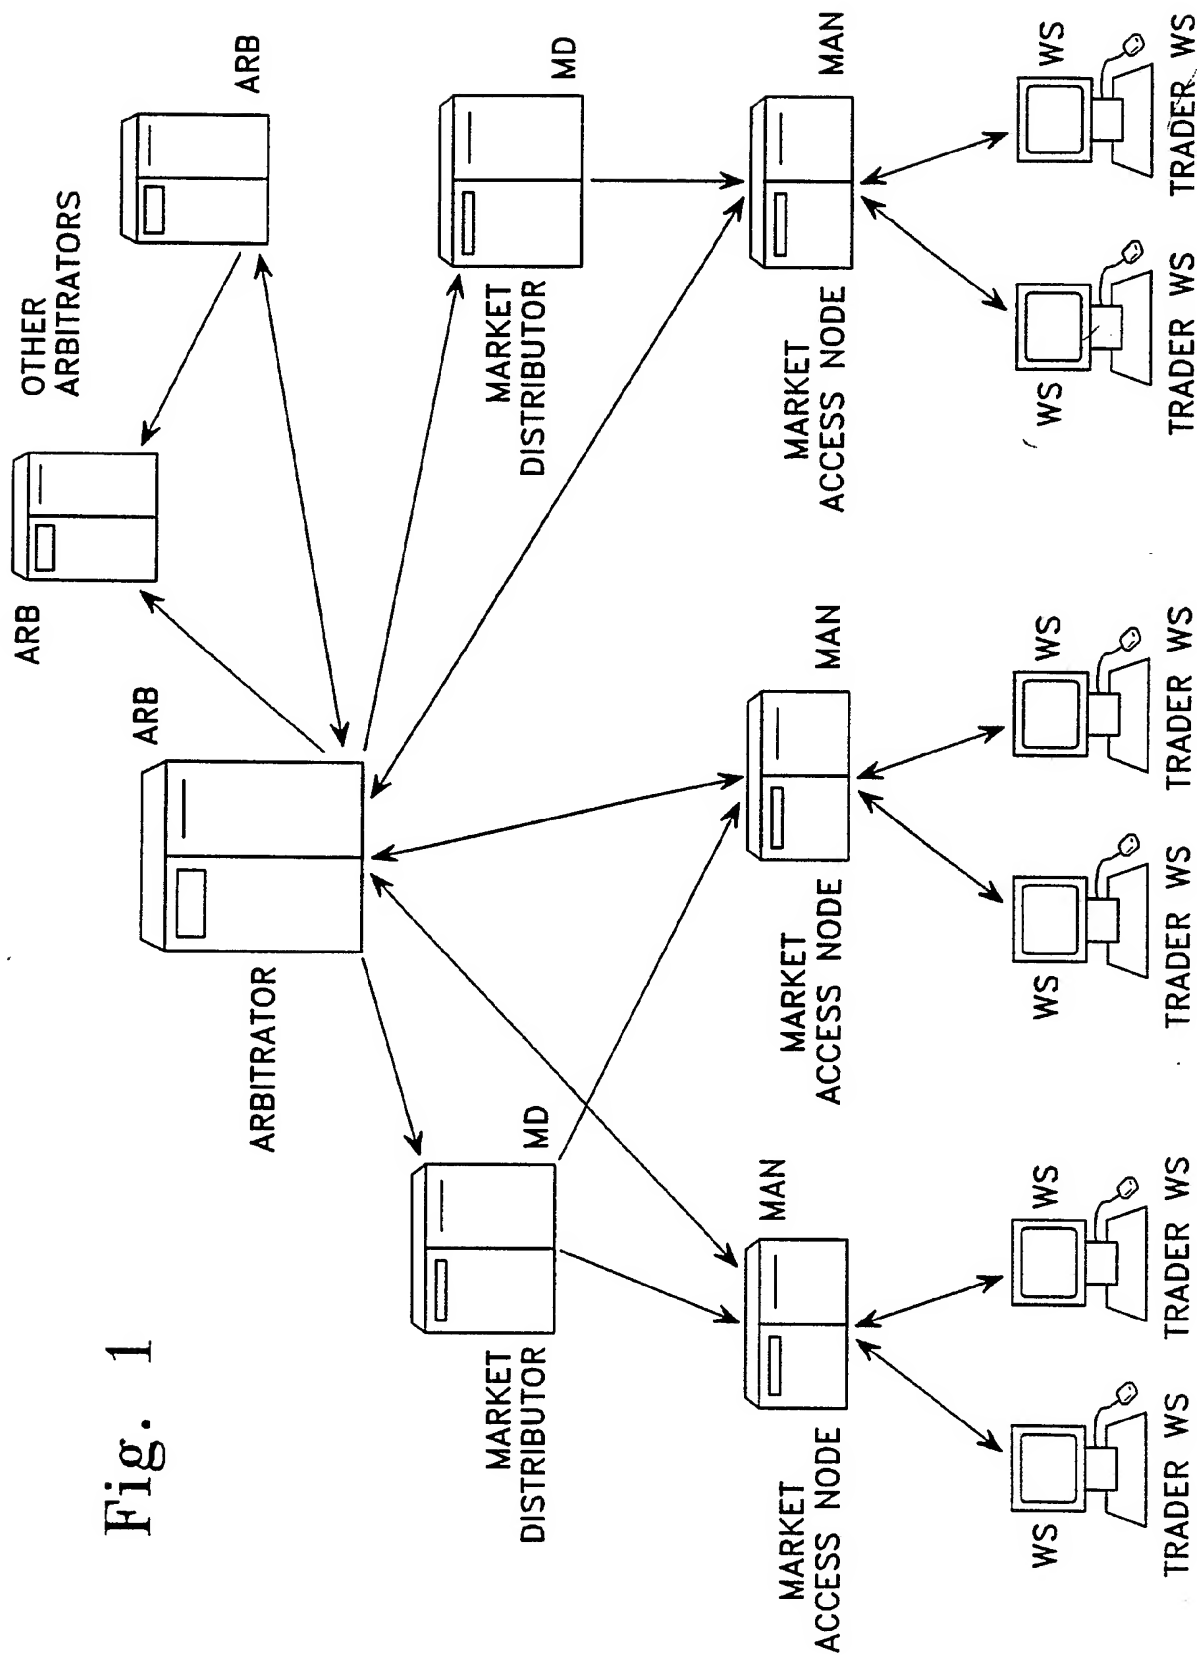 Fig. 1
ARB
OTHER
ARBITRATORS
ARB
ARB
ARBITRATOR
MARKET
DISTRIBUTOR
MD
MARKET
DISTRIBUTOR
MD
MARKET
ACCESS NODE
MAN
MARKET
ACCESS NODE
MAN
MARKET
ACCESS NODE
MAN
WS
WS
WS
WS
WS
WS
TRADER WS
TRADER WS
TRADER WS
TRADER WS
TRADER WS
TRADER WS